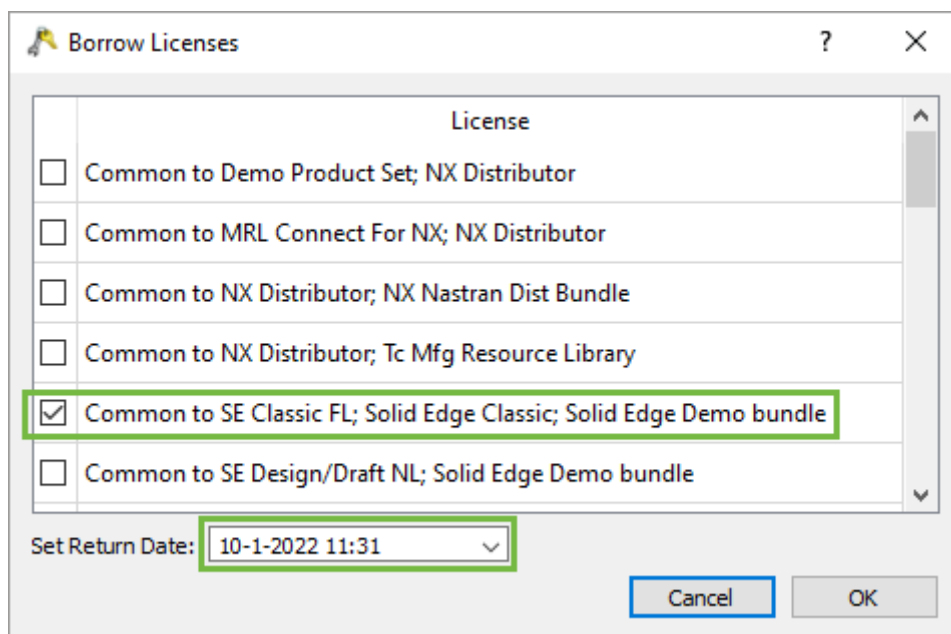 Borrow Licenses
?
License
Common to Demo Product Set; NX Distributor
Common to MRL Connect For NX; NX Distributor
Common to NX Distributor; NX Nastran Dist Bundle
Common to NX Distributor; Tc Mfg Resource Library
Common to SE Classic FL; Solid Edge Classic; Solid Edge Demo bundle
Common to SE Design/Draft NL; Solid Edge Demo bundle
Set Return Date: 10-1-2022 11:31
Cancel OK